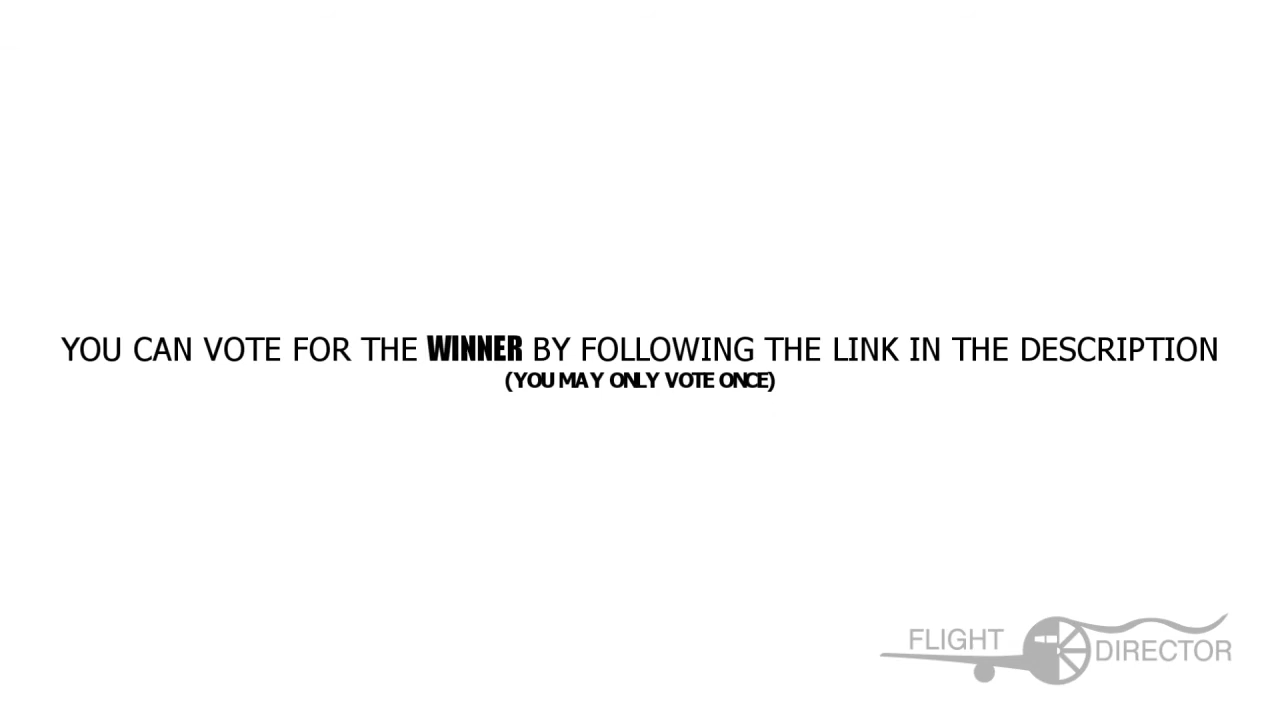 YOU CAN VOTE FOR THE WINNER BY FOLLOWING THE LINK IN THE DESCRIPTION
(YOU MAY ONLY VOTE ONCE)
FLIGHT
DIRECTOR